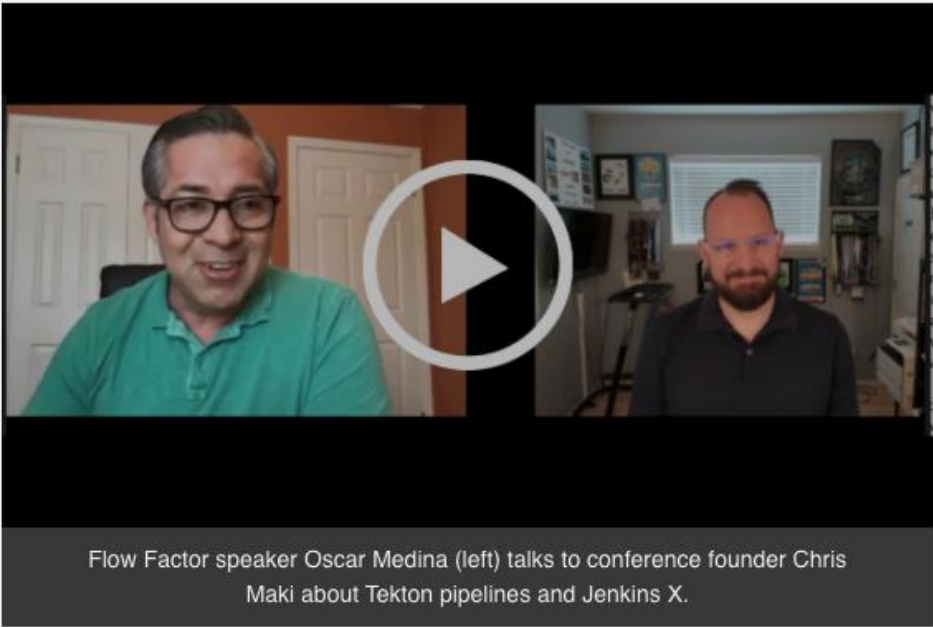 Flow Factor speaker Oscar Medina (left) talks to conference founder Chris
Maki about Tekton pipelines and Jenkins X.